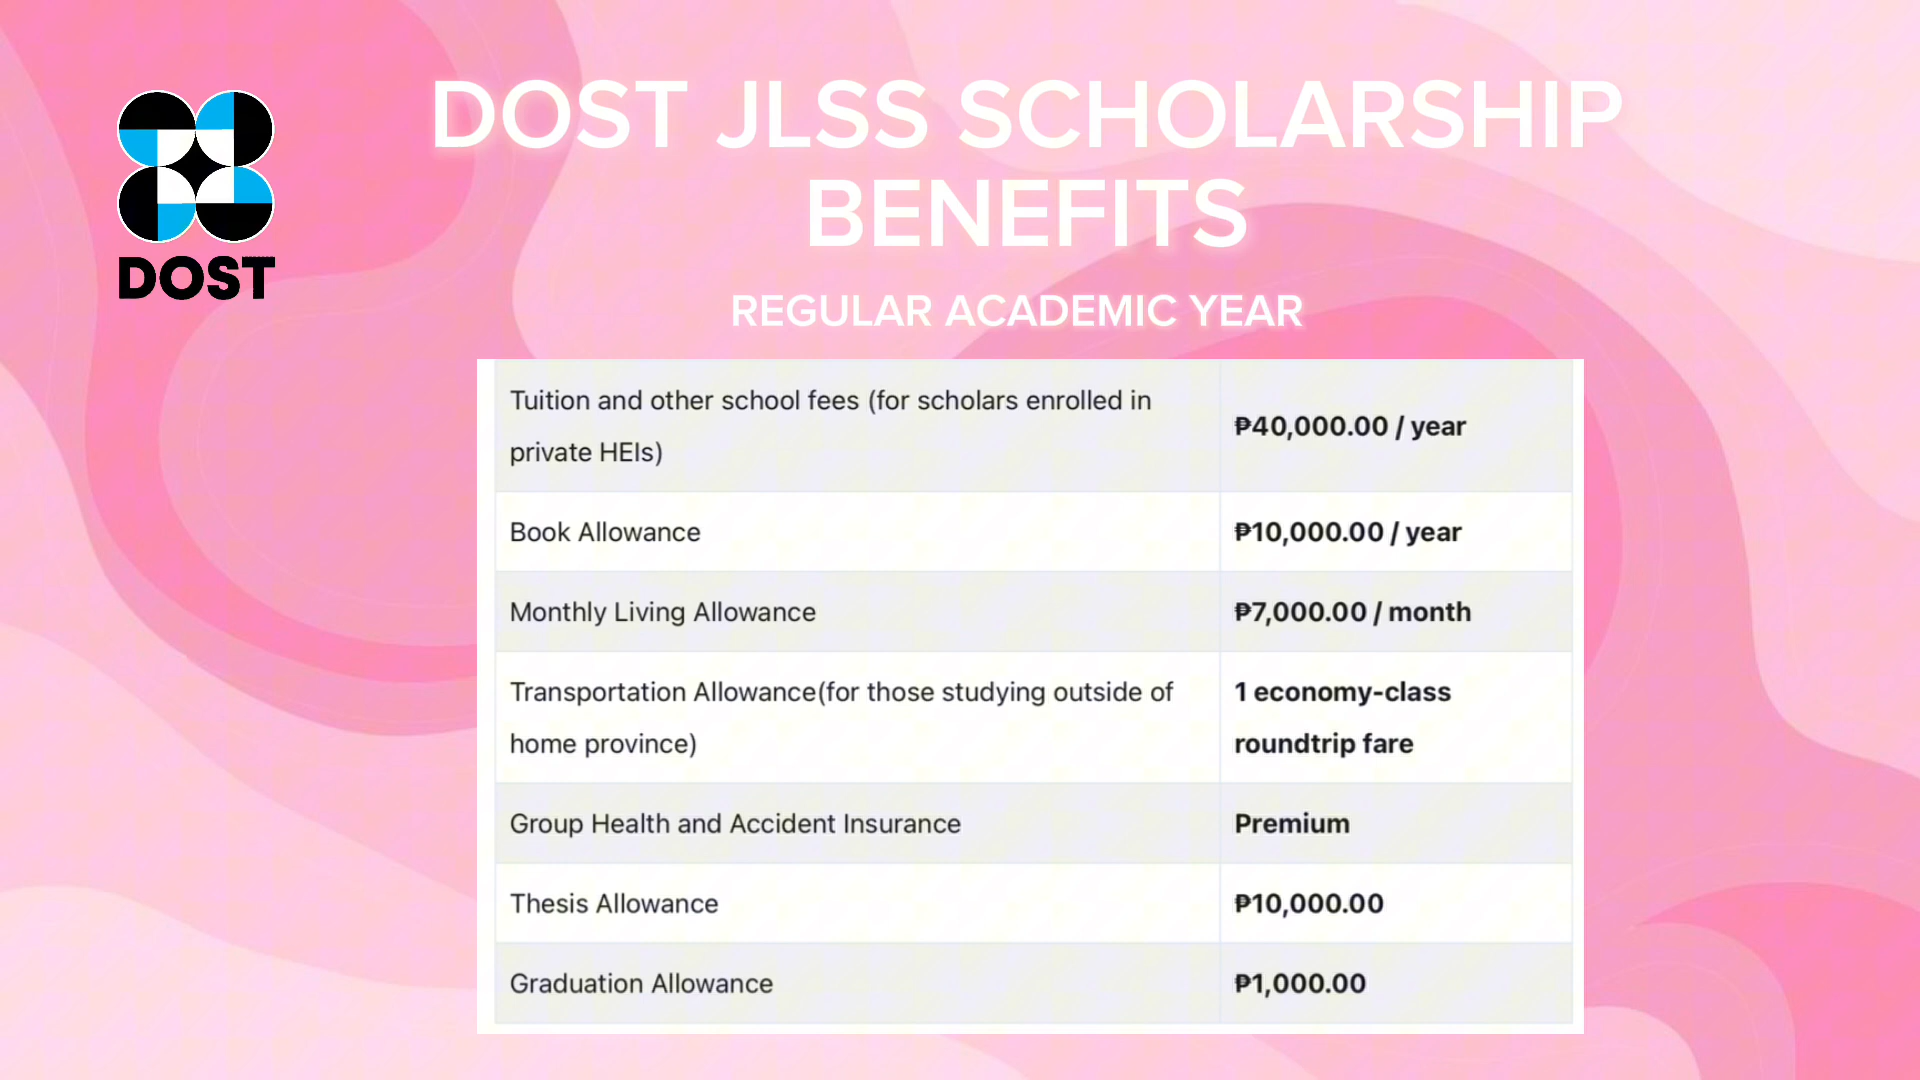 DOST
DOST JLSS SCHOLARSHIP
BENEFITS
REGULAR ACADEMIC YEAR
Tuition and other school fees (for scholars enrolled in
private HEIs)
₱40,000.00 / year
Book Allowance
₱10,000.00 / year
Monthly Living Allowance
₱7,000.00 / month
Transportation Allowance(for those studying outside of
home province)
1 economy-class
roundtrip fare
Group Health and Accident Insurance
Premium
Thesis Allowance
₱10,000.00
Graduation Allowance
₱1,000.00